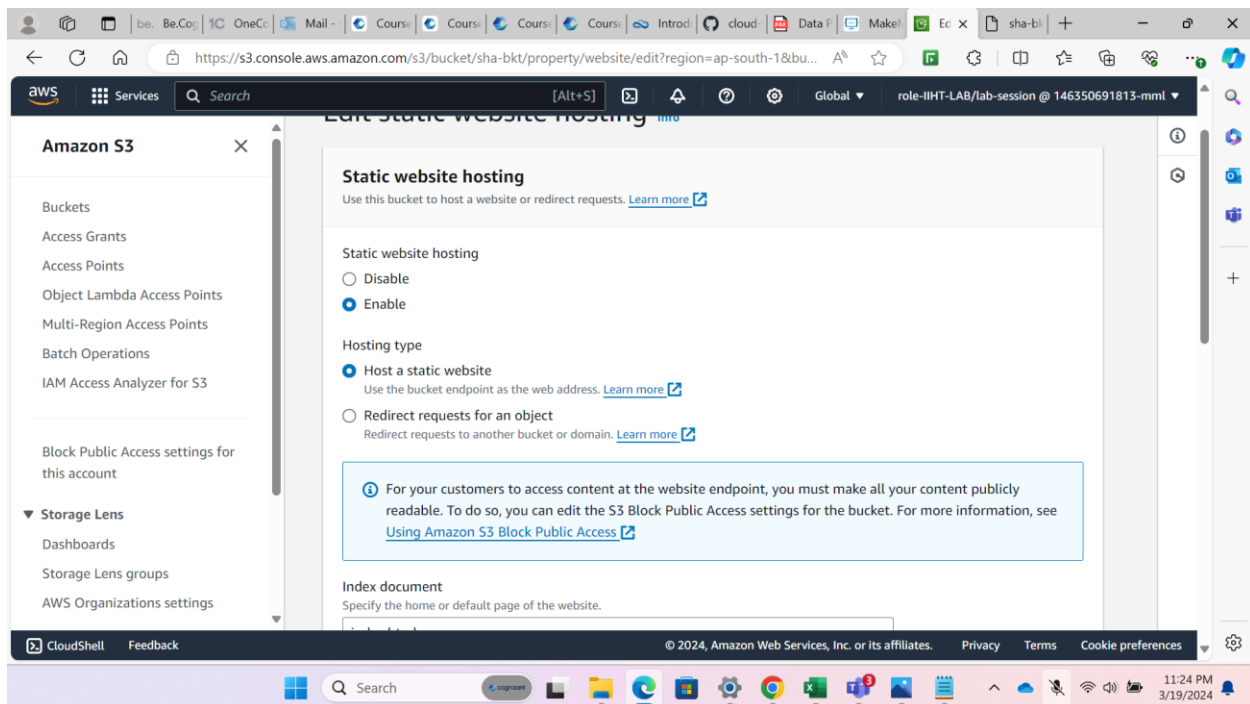 be. Be.Cog
1C OneCo
Mail -
Course
Course
Course
Course
Introd
cloud-
Data F
MakeM
Ed
sha-bk
https://s3.console.aws.amazon.com/s3/bucket/sha-bkt/property/website/edit?region=ap-south-1&bu...
aws
Services
Search
[Alt+S]
Global
role-IIHT-LAB/lab-session @ 146350691813-mml
Amazon S3
Buckets
Access Grants
Access Points
Object Lambda Access Points
Multi-Region Access Points
Batch Operations
IAM Access Analyzer for S3
Block Public Access settings for
this account
Storage Lens
Dashboards
Storage Lens groups
AWS Organizations settings
Edit static website hosting Info
Static website hosting
Use this bucket to host a website or redirect requests. Learn more
Static website hosting
Disable
Enable
Hosting type
Host a static website
Use the bucket endpoint as the web address. Learn more
Redirect requests for an object
Redirect requests to another bucket or domain. Learn more
For your customers to access content at the website endpoint, you must make all your content publicly
readable. To do so, you can edit the S3 Block Public Access settings for the bucket. For more information, see
Using Amazon S3 Block Public Access
Index document
Specify the home or default page of the website.
CloudShell
Feedback
© 2024, Amazon Web Services, Inc. or its affiliates.
Privacy
Terms
Cookie preferences
Search
cognizant
3
11:24 PM
3/19/2024